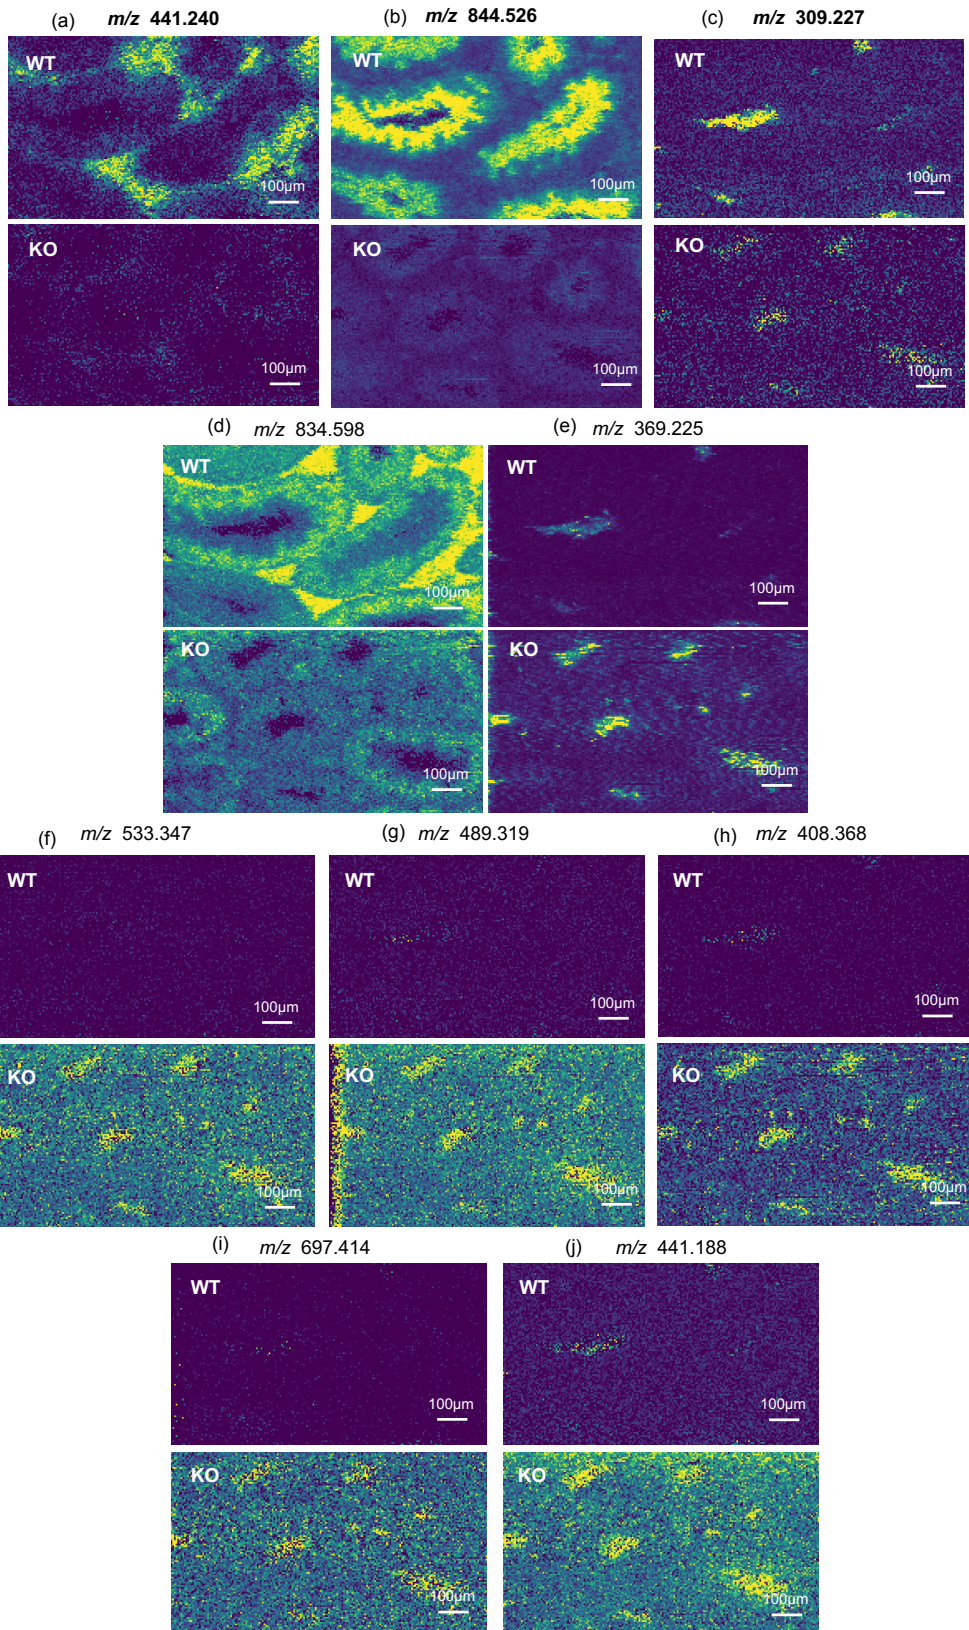 (a) m/z 441.240
(b) m/z 844.526
(c) m/z 309.227
WT
100µm
WT
100µm
WT
100µm
KO
100µm
KO
100µm
KO
100µm
(d) m/z 834.598
(e) m/z 369.225
WT
100µm
WT
100µm
KO
100µm
KO
100µm
(f) m/z 533.347
(g) m/z 489.319
(h) m/z 408.368
WT
100µm
WT
100µm
WT
100µm
KO
100µm
KO
100µm
KO
100µm
(i) m/z 697.414
(j) m/z 441.188
WT
100µm
WT
100µm
KO
100µm
KO
100µm